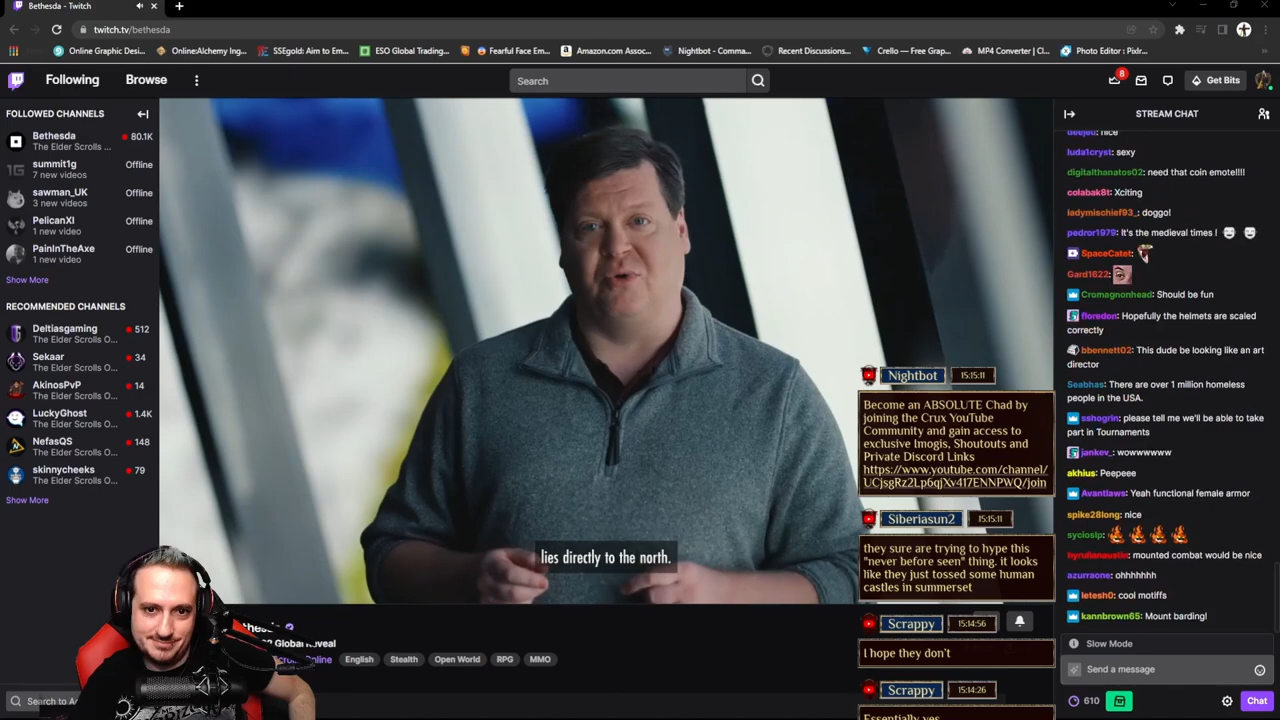 Bethesda - Twitch
twitch.tv/bethesda
Online Graphic Desi...
OnlineAlchemy Ing...
SSEgold: Aim to Em...
ESO Global Trading...
Fearful Face Em...
Amazon.com Assoc...
Nightbot - Comma...
Recent Discussions...
Crello — Free Grap...
MP4 Converter | Cl...
Photo Editor : Pixlr...
Following
Browse
Search
8
Get Bits
FOLLOWED CHANNELS
Bethesda
80.1K
The Elder Scrolls ...
summit1g
Offline
7 new videos
sawman_UK
Offline
3 new videos
PelicanXI
Offline
1 new video
PainInTheAxe
Offline
1 new video
Show More
RECOMMENDED CHANNELS
Deltiasgaming
512
The Elder Scrolls O...
Sekaar
34
The Elder Scrolls O...
AkinosPvP
14
The Elder Scrolls O...
LuckyGhost
1.4K
The Elder Scrolls O...
NefasQS
148
The Elder Scrolls O...
skinnycheeks
79
The Elder Scrolls O...
Show More
Search to A
lies directly to the north.
Global
English
Stealth
Open World
RPG
MMO
Nightbot
15:15:11
Become an ABSOLUTE Chad by
joining the Crux YouTube
Community and gain access to
exclusive Imogis, Shoutouts and
Private Discord Links
https://www.youtube.com/channel/
UCjsgRz2Lp6qjXv417ENNPWQ/join
Siberiasun2
15:15:11
they sure are trying to hype this
"never before seen" thing. it looks
like they just tossed some human
castles in summerset
Scrappy
15:14:56
I hope they don't
Scrappy
15:14:26
Essentially yes
STREAM CHAT
deejeu: nice
luda1cryst: sexy
digitalthanatos02: need that coin emote!!!!
colabak8t: Xciting
ladymischief93_: doggo!
pedror1979: It's the medieval times !
SpaceCatet:
Gard1622:
Cromagnonhead: Should be fun
floredon: Hopefully the helmets are scaled
correctly
bbennett02: This dude be looking like an art
director
Seabhas: There are over 1 million homeless
people in the USA.
sshogrin: please tell me we'll be able to take
part in Tournaments
jankev_: wowwwwww
akhius: Peepeee
Avantlaws: Yeah functional female armor
spike28long: nice
sycioslp:
hyrulianaustin: mounted combat would be nice
azurraone: ohhhhhhh
letesh0: cool motiffs
kannbrown65: Mount barding!
Slow Mode
Send a message
610
Chat